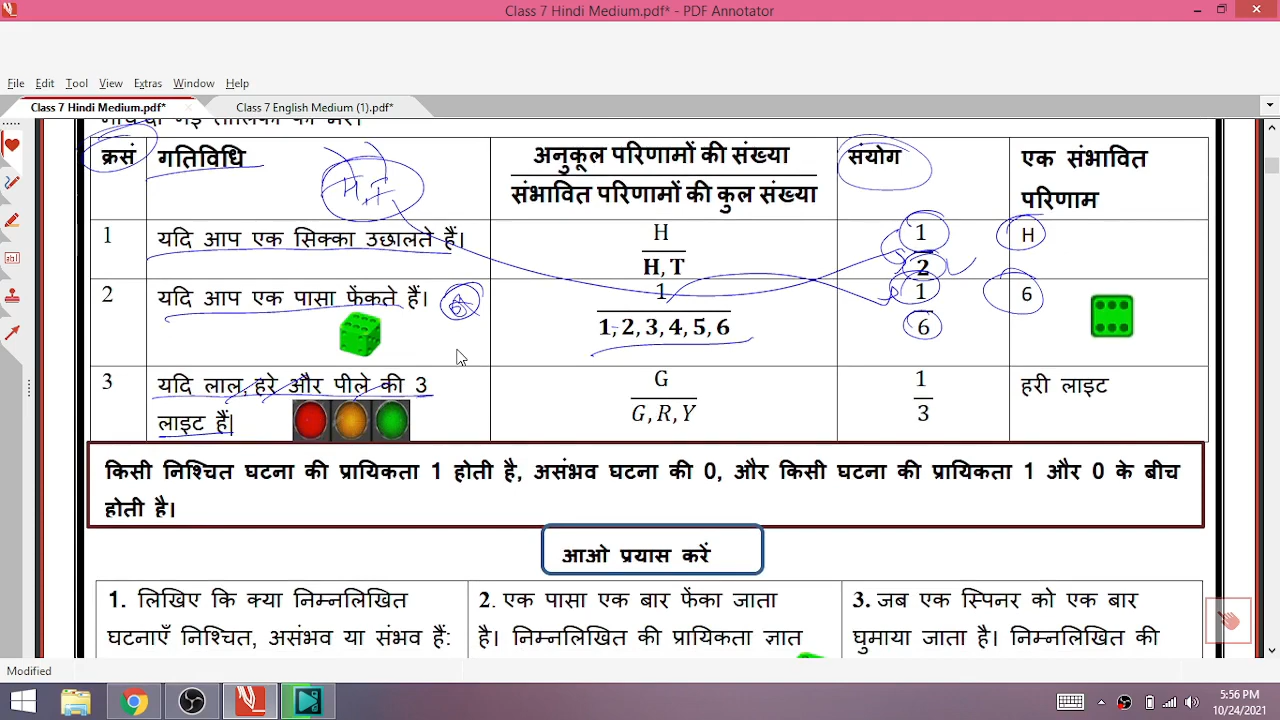 Class 7 Hindi Medium.pdf* - PDF Annotator
File Edit Tool View Extras Window Help
Class 7 Hindi Medium.pdf* Class 7 English Medium (1).pdf*
क्रसं गतिविधि अनुकूल परिणामों की संख्या संयोग एक संभावित
संभावित परिणामों की कुल संख्या परिणाम
H, T
1 यदि आप एक सिक्का उछालते हैं। H 1 H
H, T 2
2 यदि आप एक पासा फेंकते हैं। 1 1 6
1, 2, 3, 4, 5, 6 6
3 यदि लाल, हरे और पीले की 3 G 1 हरी लाइट
लाइट हैं| G, R, Y 3
किसी निश्चित घटना की प्रायिकता 1 होती है, असंभव घटना की 0, और किसी घटना की प्रायिकता 1 और 0 के बीच
होती है।
आओ प्रयास करें
1. लिखिए कि क्या निम्नलिखित
घटनाएँ निश्चित, असंभव या संभव हैं:
2. एक पासा एक बार फेंका जाता
है। निम्नलिखित की प्रायिकता ज्ञात
3. जब एक स्पिनर को एक बार
घुमाया जाता है। निम्नलिखित की
Modified
5:56 PM
10/24/2021